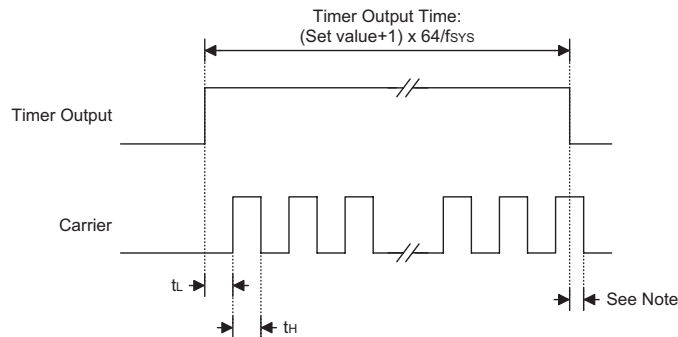 Timer Output Time:
(Set value+1) x 64/fSYS
Timer Output
Carrier
tL
See Note
tH